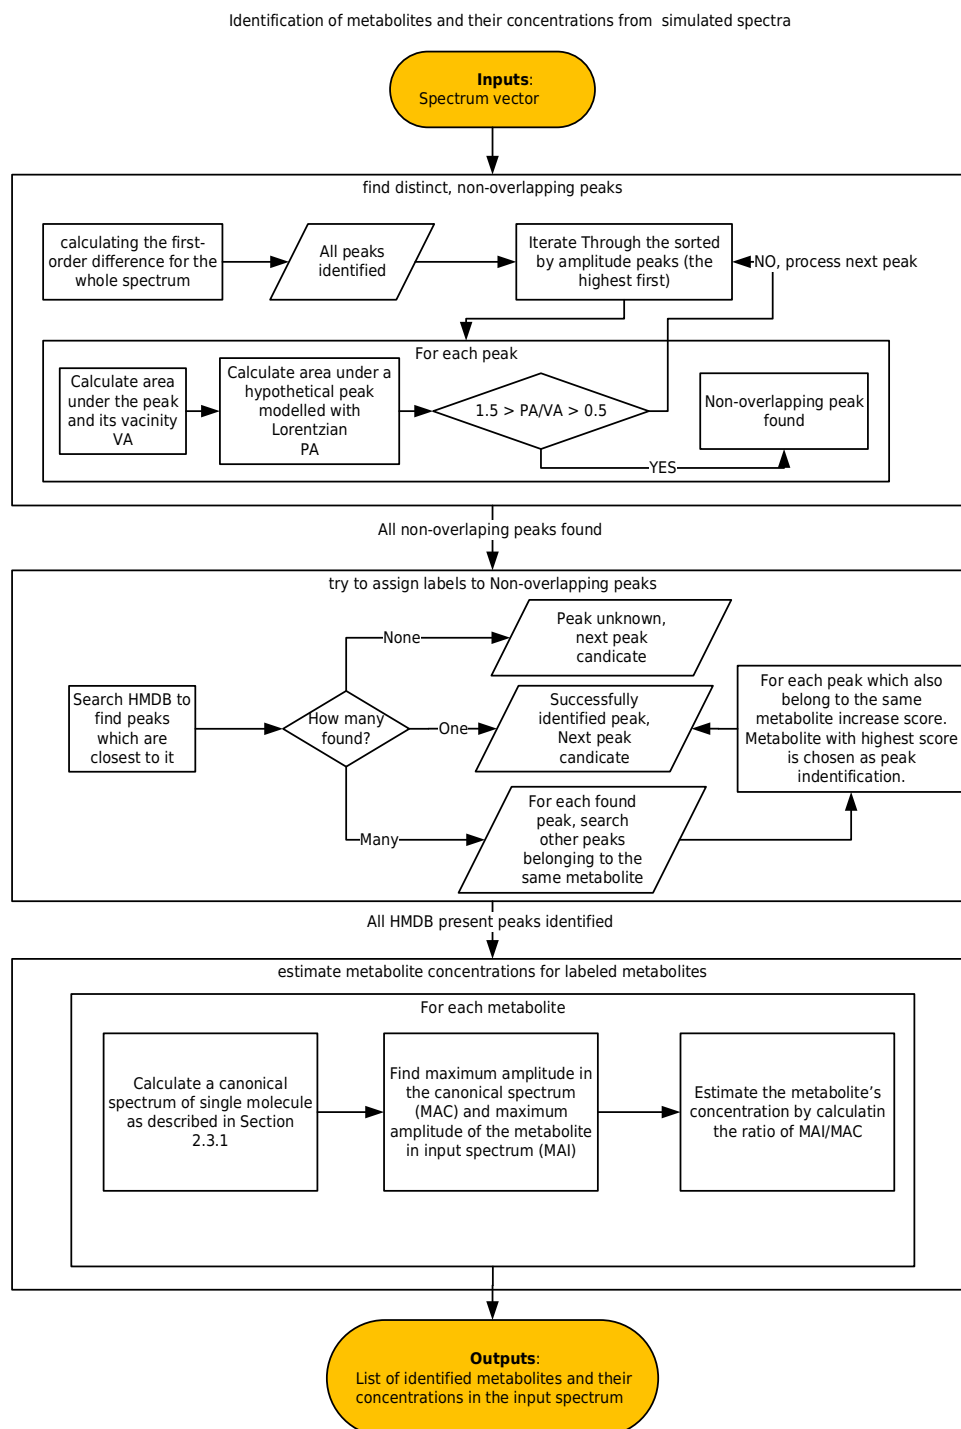 Identification of metabolites and their concentrations from simulated spectra
Inputs:
Spectrum vector
find distinct, non-overlapping peaks
calculating the first-
order difference for the
whole spectrum
All peaks
identified
Iterate Through the sorted
by amplitude peaks (the
highest first)
NO, process next peak
For each peak
Calculate area
under the peak
and its vacinity
VA
Calculate area under a
hypothetical peak
modelled with
Lorentzian
PA
1.5 > PA/VA > 0.5
Non-overlapping peak
found
YES
All non-overlaping peaks found
try to assign labels to Non-overlapping peaks
None
Peak unknown,
next peak
candicate
Search HMDB to
find peaks
which are
closest to it
How many
found?
One
Successfully
identified peak,
Next peak
candicate
For each peak which also
belong to the same
metabolite increase score.
Metabolite with highest score
is chosen as peak
indentification.
Many
For each found
peak, search
other peaks
belonging to the
same metabolite
All HMDB present peaks identified
estimate metabolite concentrations for labeled metabolites
For each metabolite
Calculate a canonical
spectrum of single molecule
as described in Section
2.3.1
Find maximum amplitude in
the canonical spectrum
(MAC) and maximum
amplitude of the metabolite
in input spectrum (MAI)
Estimate the metabolite's
concentration by calculatin
the ratio of MAI/MAC
Outputs:
List of identified metabolites and their
concentrations in the input spectrum